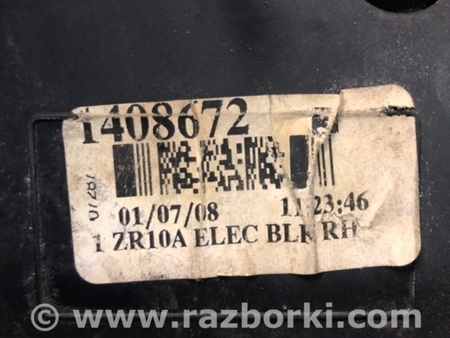 1408672
01/07/08 11:23:46
1 ZR10A ELEC BLK RH
© www.razborki.com